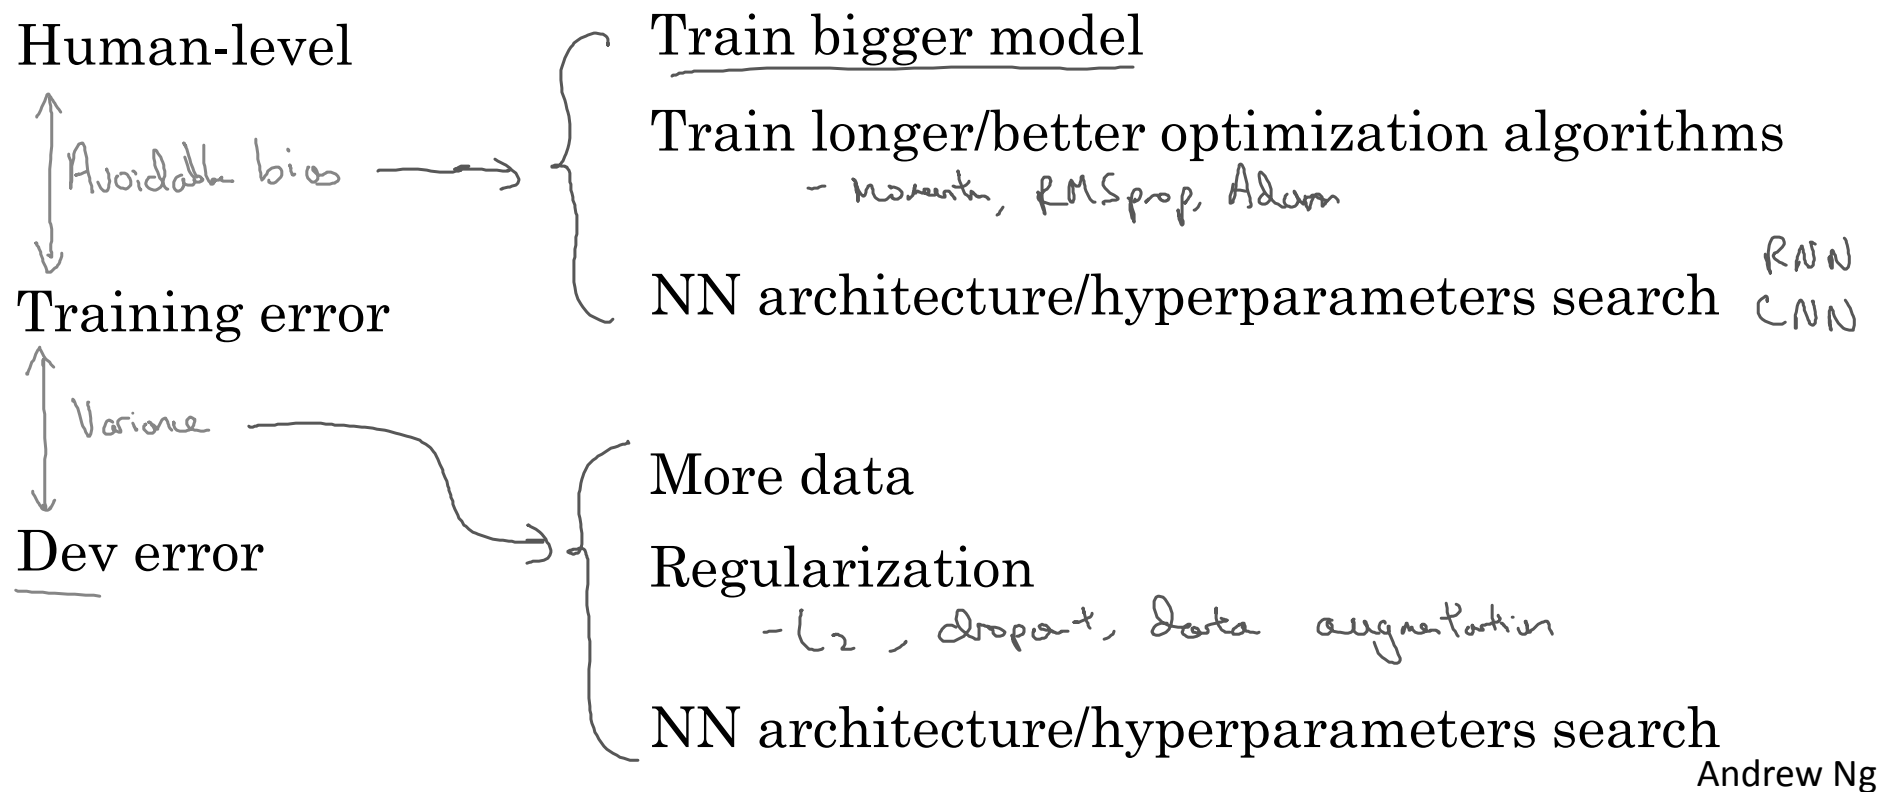 Human-level
Avoidable bias
Training error
Variance
Dev error
Train bigger model
Train longer/better optimization algorithms
- Momentum, RMSprop, Adam
NN architecture/hyperparameters search
RNN
CNN
More data
Regularization
- L2, dropout, data augmentation
NN architecture/hyperparameters search
Andrew Ng